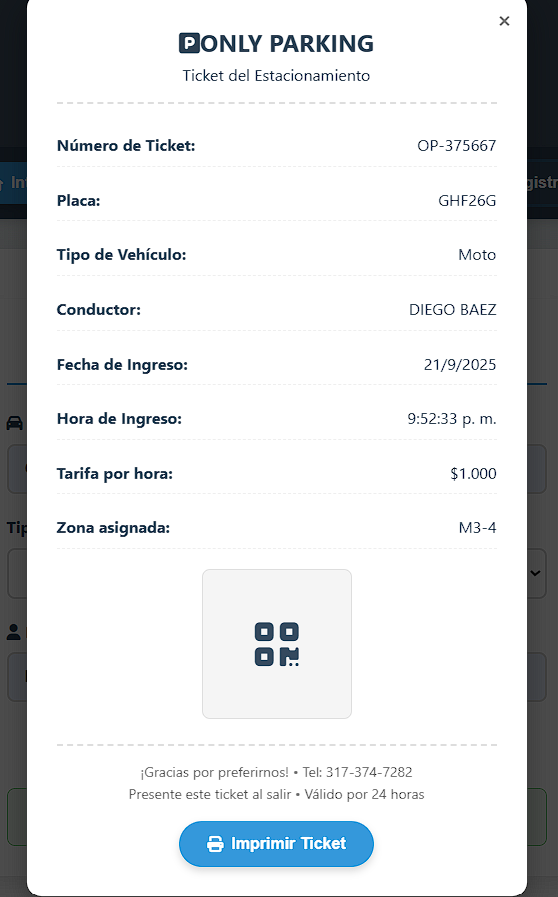 ×
P ONLY PARKING
Ticket del Estacionamiento
Número de Ticket: OP-375667
Placa: GHF26G
Tipo de Vehículo: Moto
Conductor: DIEGO BAEZ
Fecha de Ingreso: 21/9/2025
Hora de Ingreso: 9:52:33 p. m.
Tarifa por hora: $1.000
Zona asignada: M3-4
¡Gracias por preferirnos! • Tel: 317-374-7282
Presente este ticket al salir • Válido por 24 horas
Imprimir Ticket